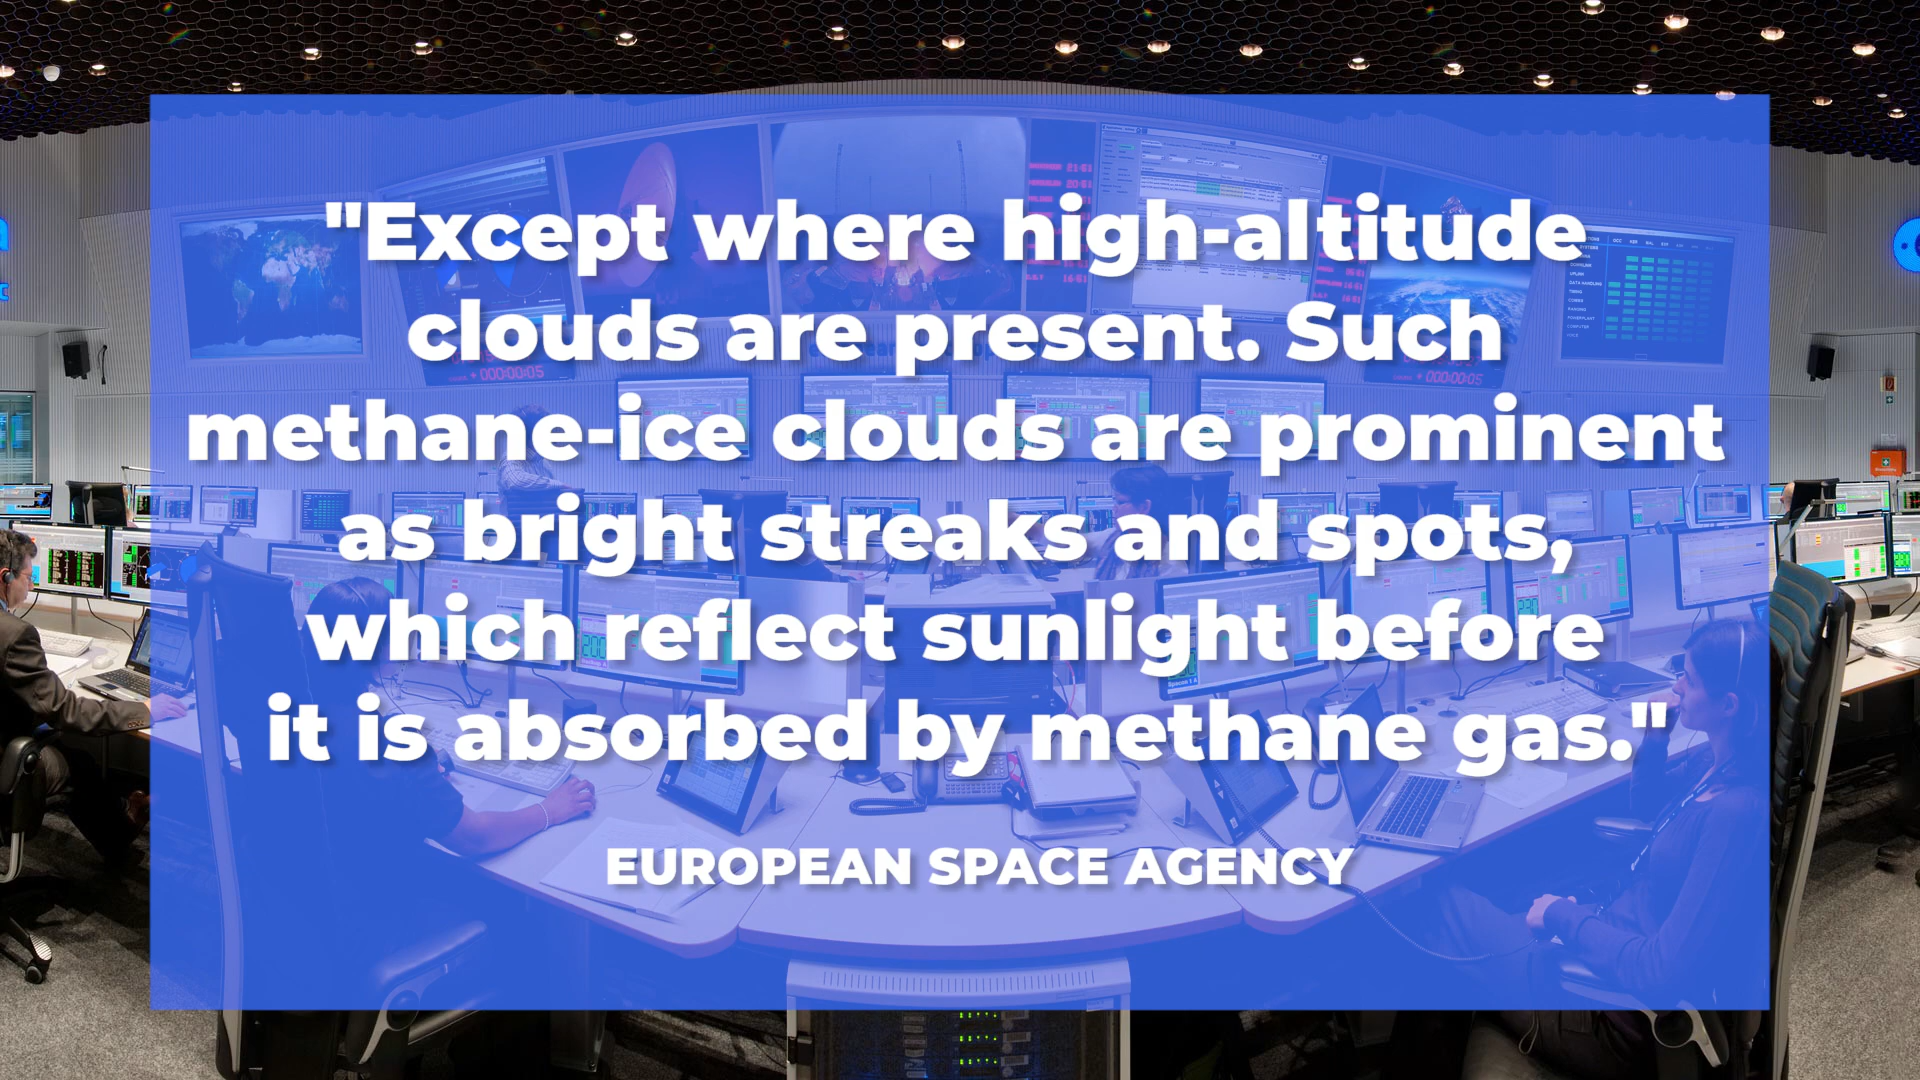 "Except where high-altitude
clouds are present. Such
methane-ice clouds are prominent
as bright streaks and spots,
which reflect sunlight before
it is absorbed by methane gas."
EUROPEAN SPACE AGENCY